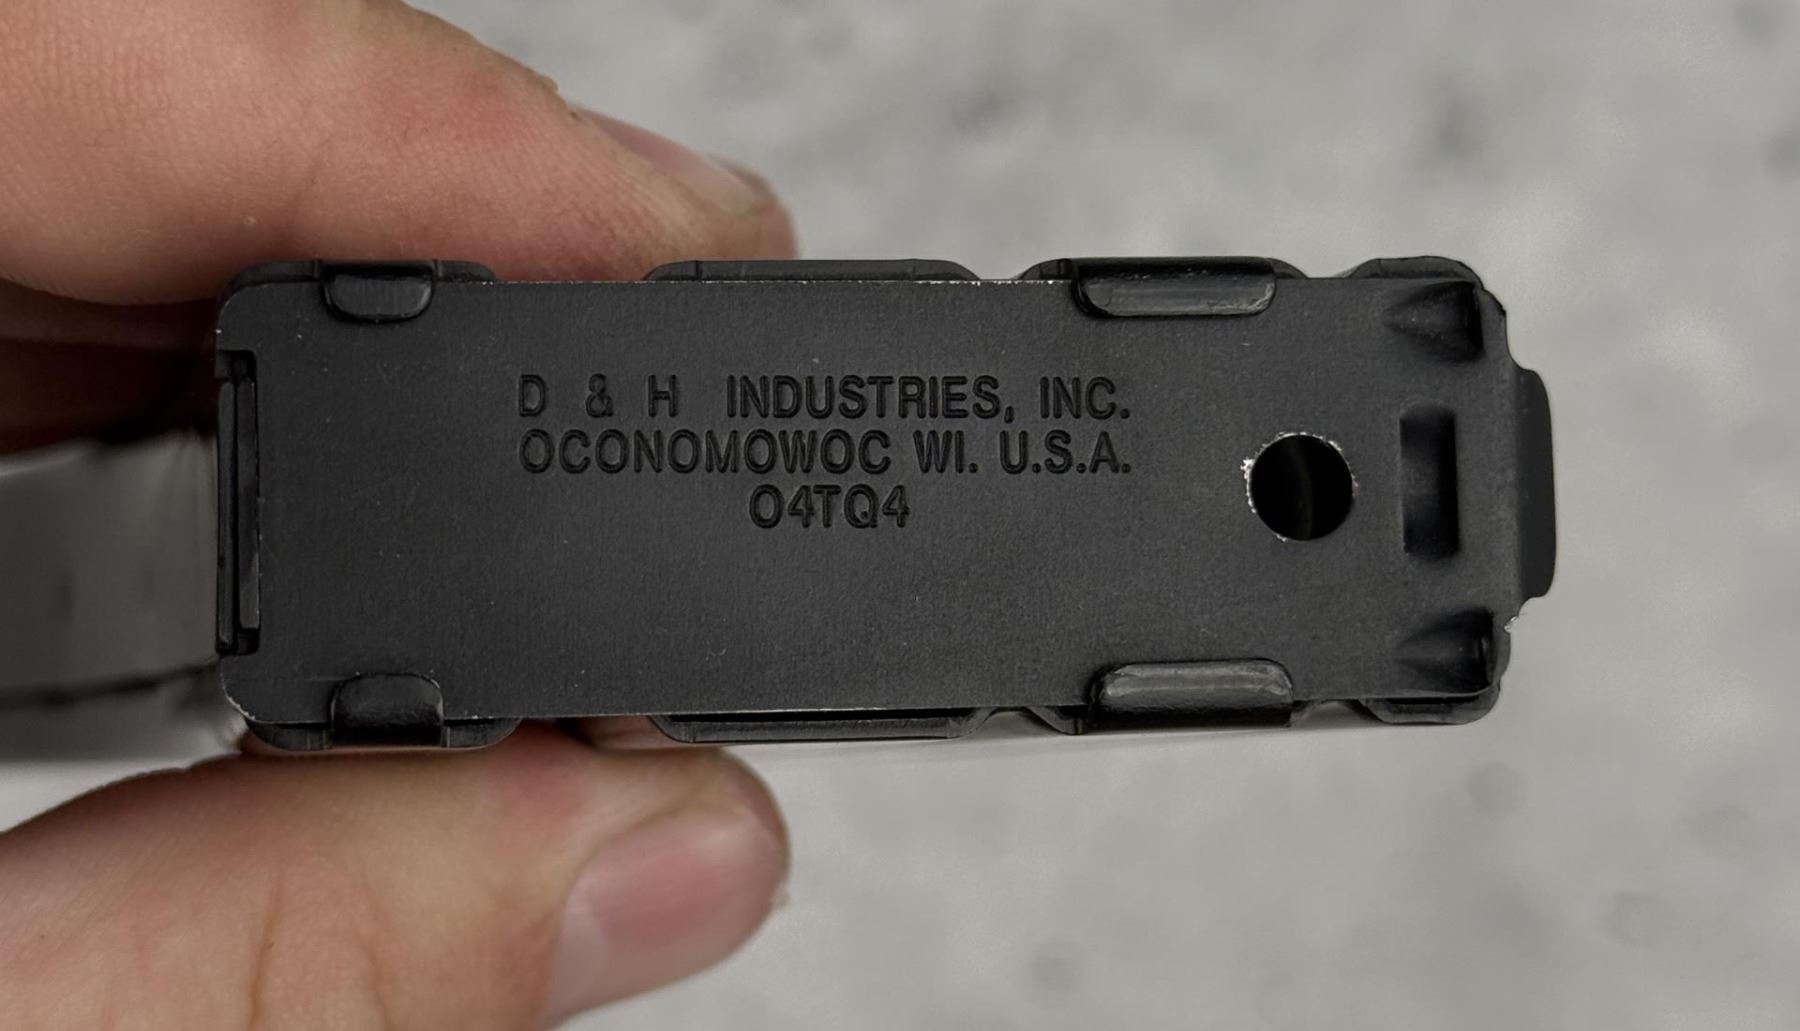 D & H INDUSTRIES, INC.
OCONOMOWOC WI. U.S.A.
O4TQ4